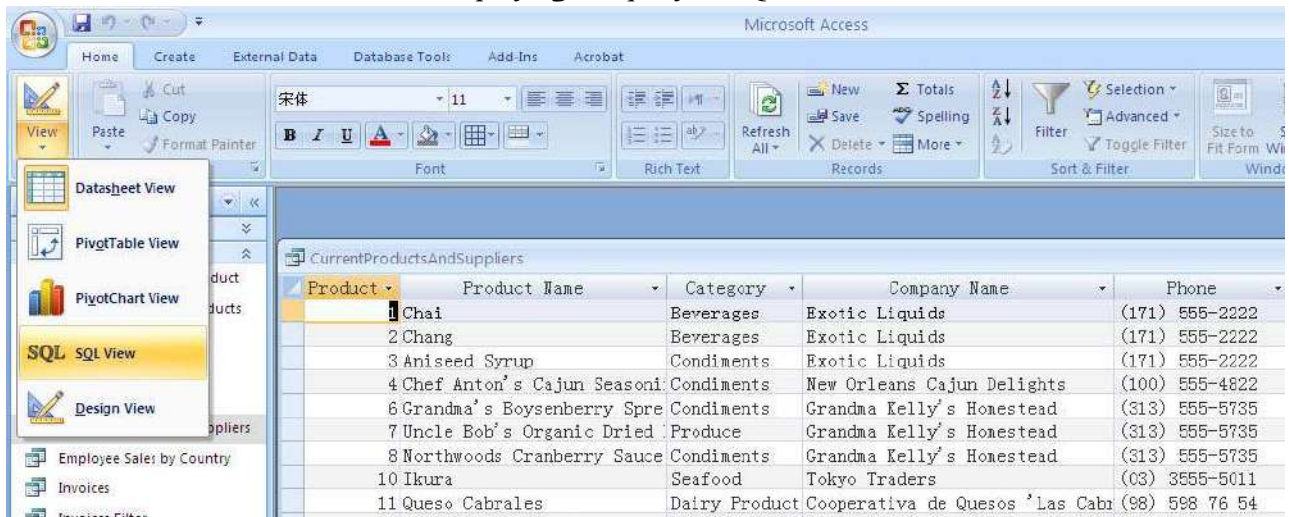 Microsoft Access
Home Create External Data Database Tools Add-Ins Acrobat
View
Paste
Cut
Copy
Format Painter
宋体 11
B I U A
Font
Rich Text
Refresh All
New Σ Totals
Save Spelling
Delete More
Records
Filter
Selection
Advanced
Toggle Filter
Sort & Filter
Size to
Fit Form
Datasheet View
PivotTable View
PivotChart View
SQL SQL View
Design View
duct
ducts
ppliers
Employee Sales by Country
Invoices
Invoices Filter
CurrentProductsAndSuppliers
Product Product Name Category Company Name Phone
1 Chai Beverages Exotic Liquids (171) 555-2222
2 Chang Beverages Exotic Liquids (171) 555-2222
3 Aniseed Syrup Condiments Exotic Liquids (171) 555-2222
4 Chef Anton's Cajun Seasoni Condiments New Orleans Cajun Delights (100) 555-4822
6 Grandma's Boysenberry Spre Condiments Grandma Kelly's Homestead (313) 555-5735
7 Uncle Bob's Organic Dried Produce Grandma Kelly's Homestead (313) 555-5735
8 Northwoods Cranberry Sauce Condiments Grandma Kelly's Homestead (313) 555-5735
10 Ikura Seafood Tokyo Traders (03) 3555-5011
11 Queso Cabrales Dairy Product Cooperativa de Quesos 'Las Cabr (98) 598 76 54